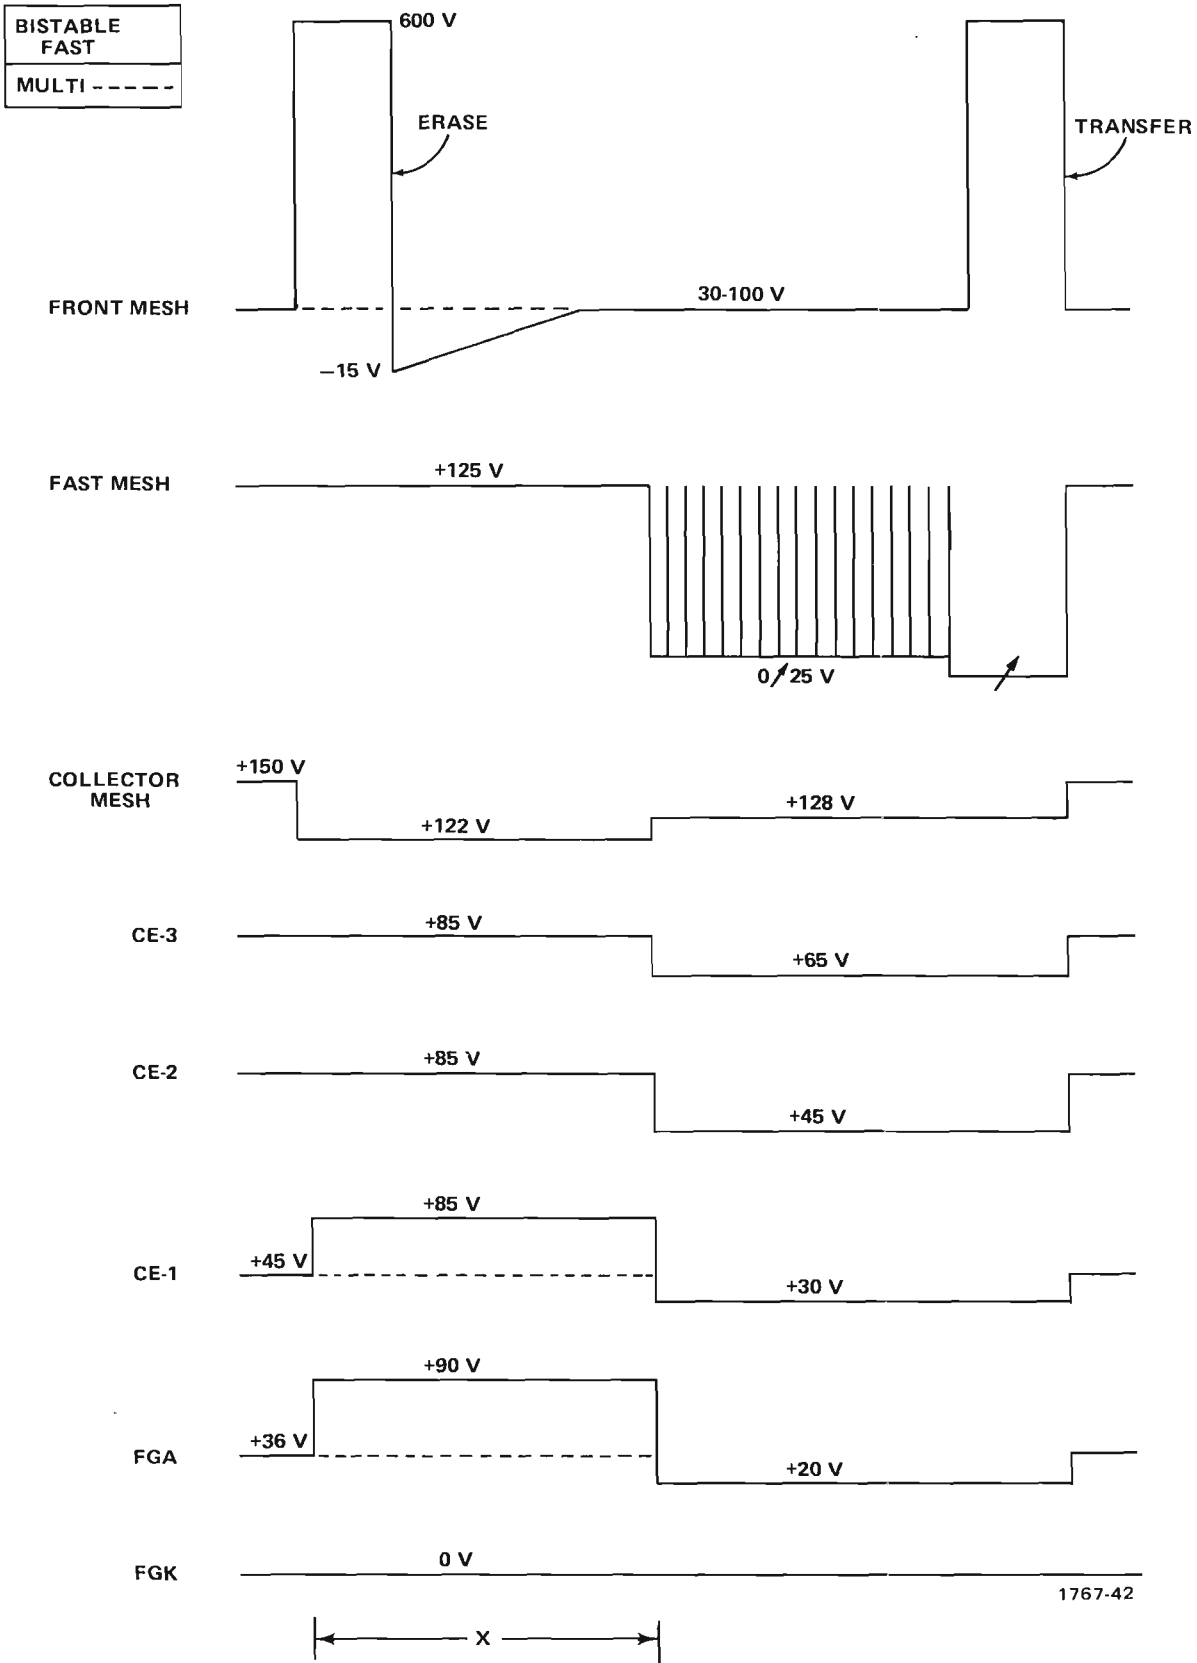 BISTABLE
FAST
MULTI
600 V
ERASE
TRANSFER
30-100 V
FRONT MESH
−15 V
+125 V
FAST MESH
0 25 V
+150 V
COLLECTOR
MESH
+128 V
+122 V
+85 V
CE-3
+65 V
+85 V
CE-2
+45 V
+85 V
+45 V
CE-1
+30 V
+90 V
+36 V
FGA
+20 V
0 V
FGK
1767-42
X